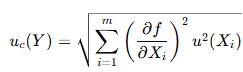 $u_c(Y) = \sqrt{\sum_{i=1}^{m} \left( \frac{\partial f}{\partial X_i} \right)^2 u^2(X_i)}$